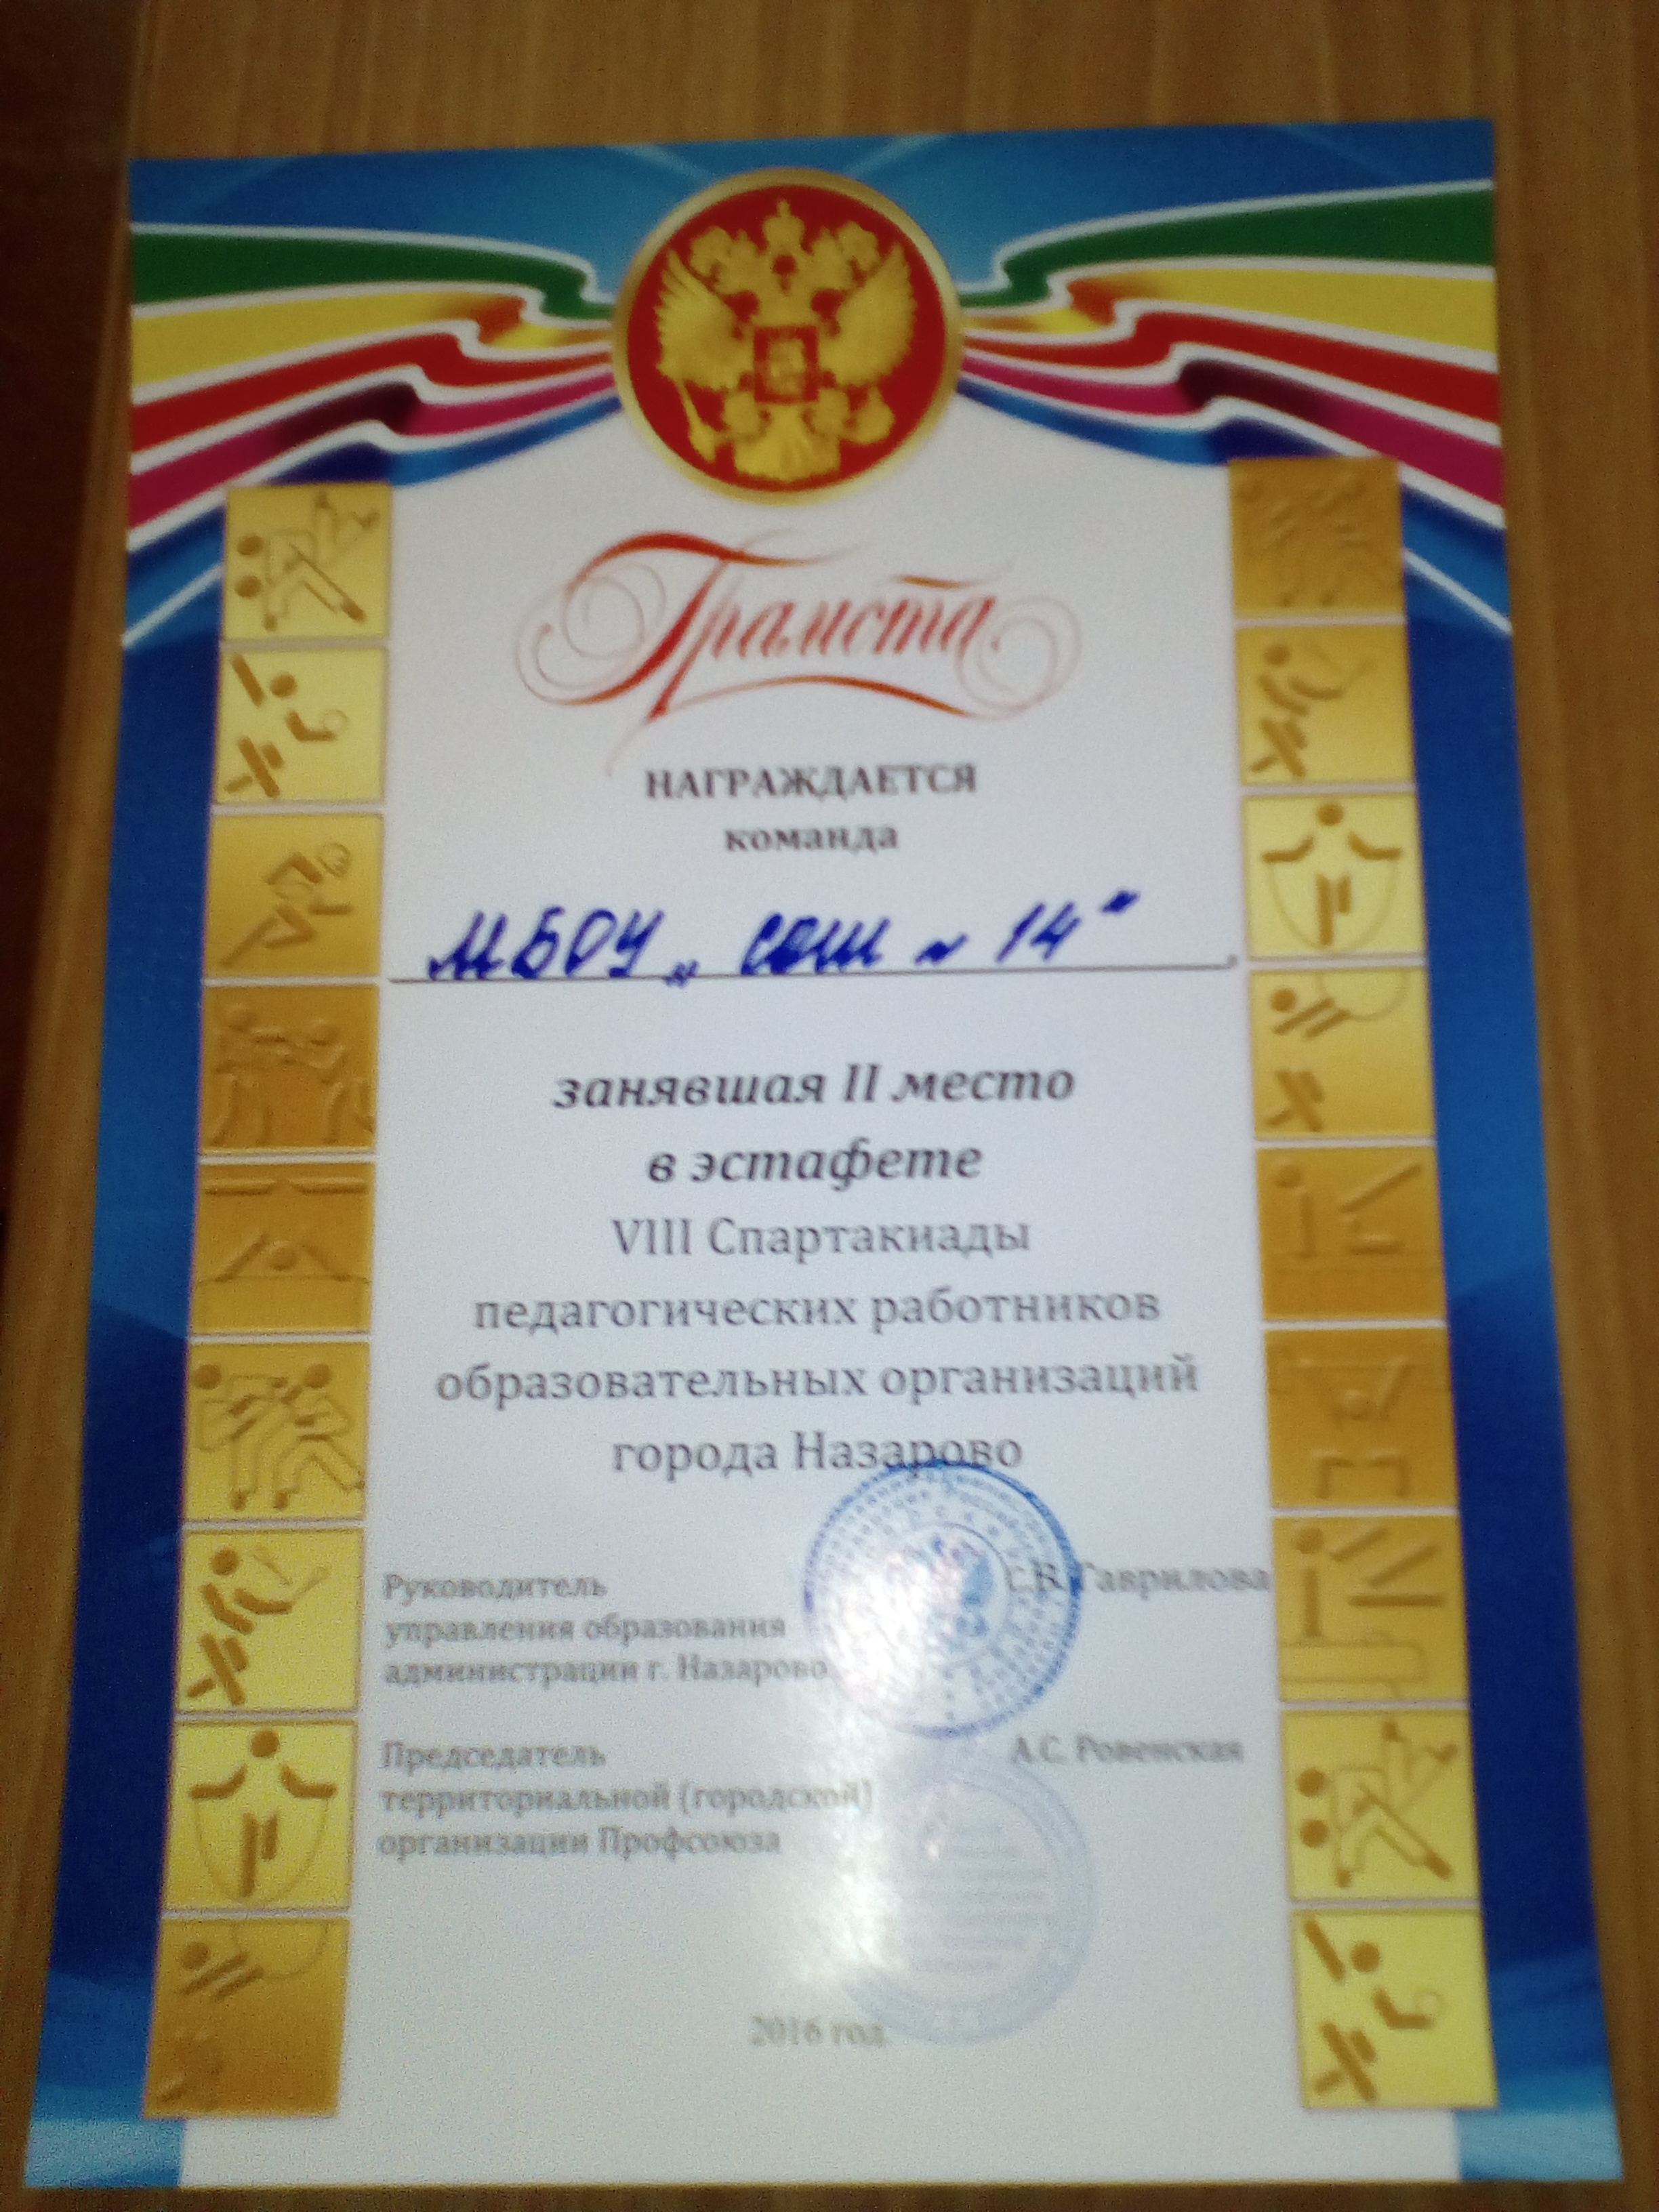 Грамота
НАГРАЖДАЕТСЯ
команда
МБОУ „СОШ № 14"
занявшая II место
в эстафете
VIII Спартакиады
педагогических работников
образовательных организаций
города Назарово
Руководитель
управления образования
администрации г. Назарово
С.В. Гаврилова
Председатель
территориальной (городской)
организации Профсоюза
А.С. Ровенская
2016 год